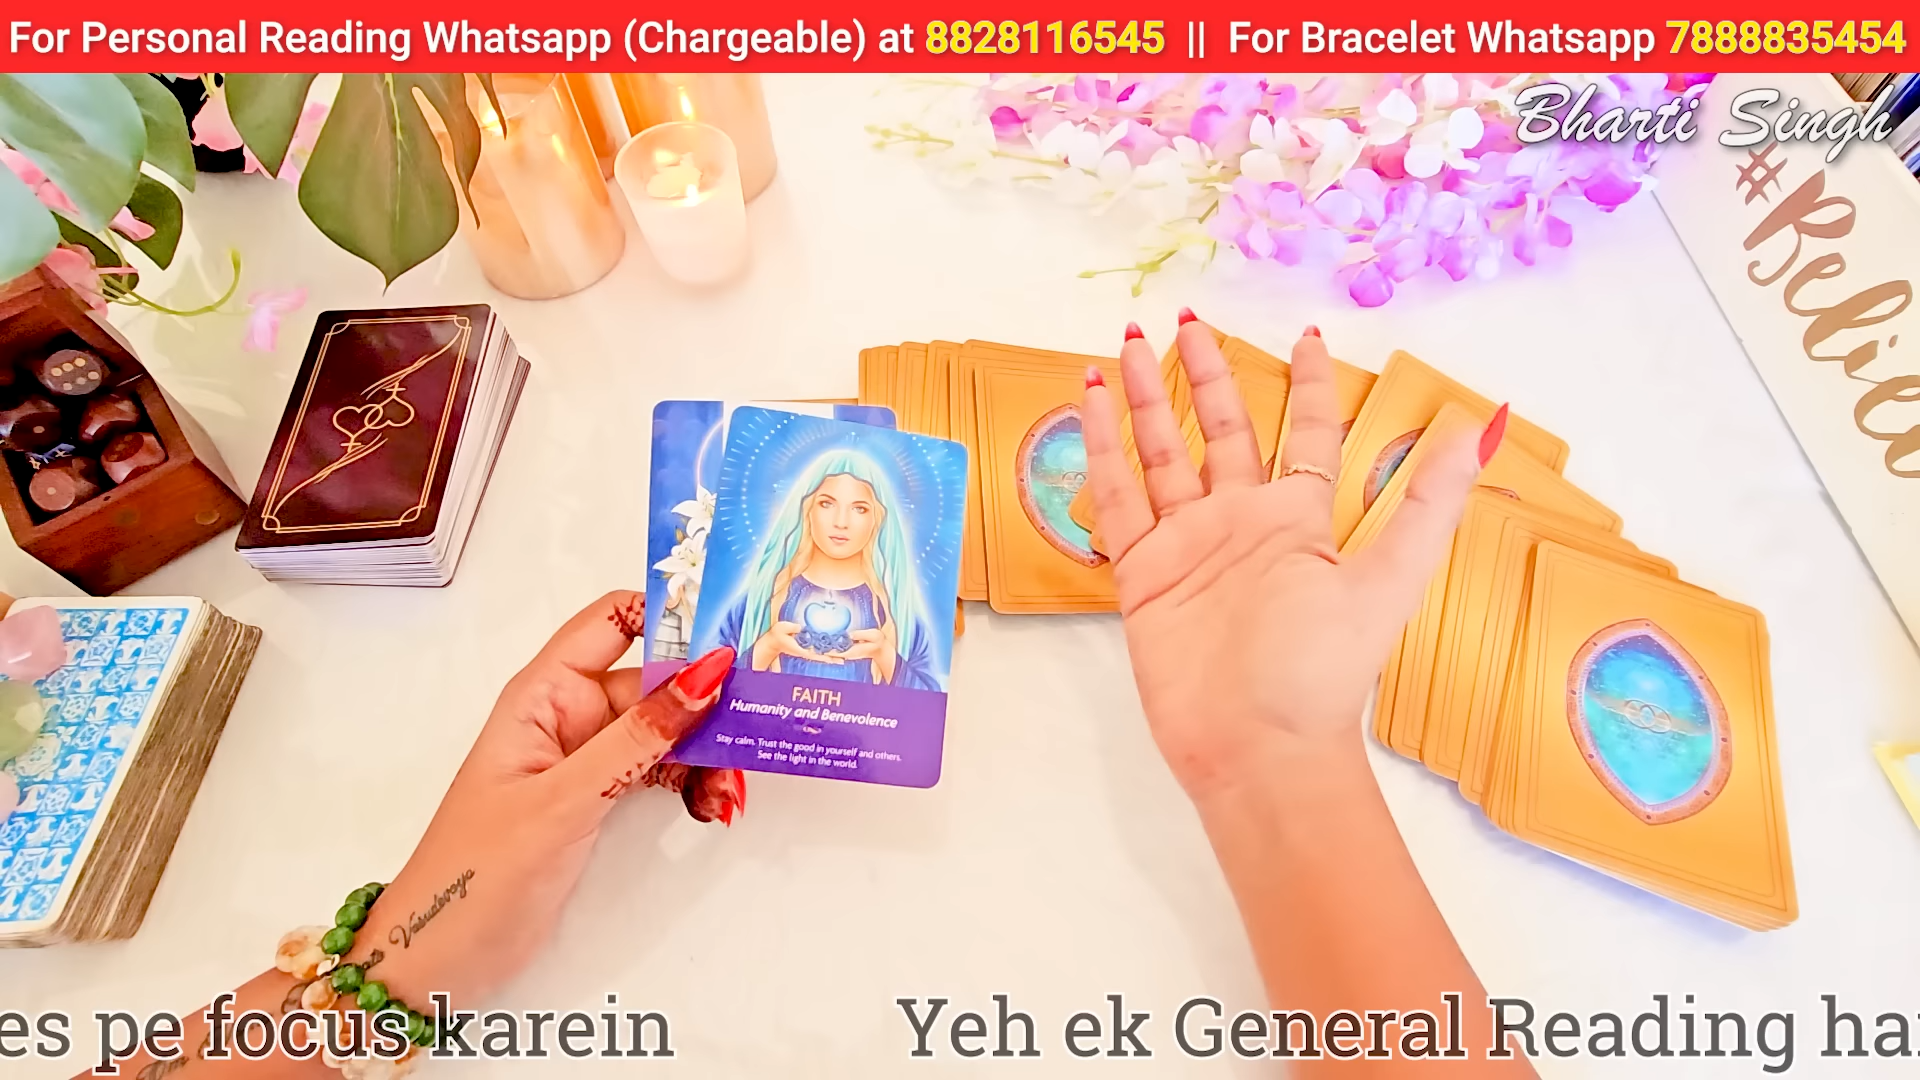 For Personal Reading Whatsapp (Chargeable) at 8828116545 || For Bracelet Whatsapp 7888835454
Bharti Singh
#Belie
FAITH
Humanity and Benevolence
Stay calm. Trust the good in yourself and others.
See the light in the world.
Vasudevaya
es pe focus karein Yeh ek General Reading hai